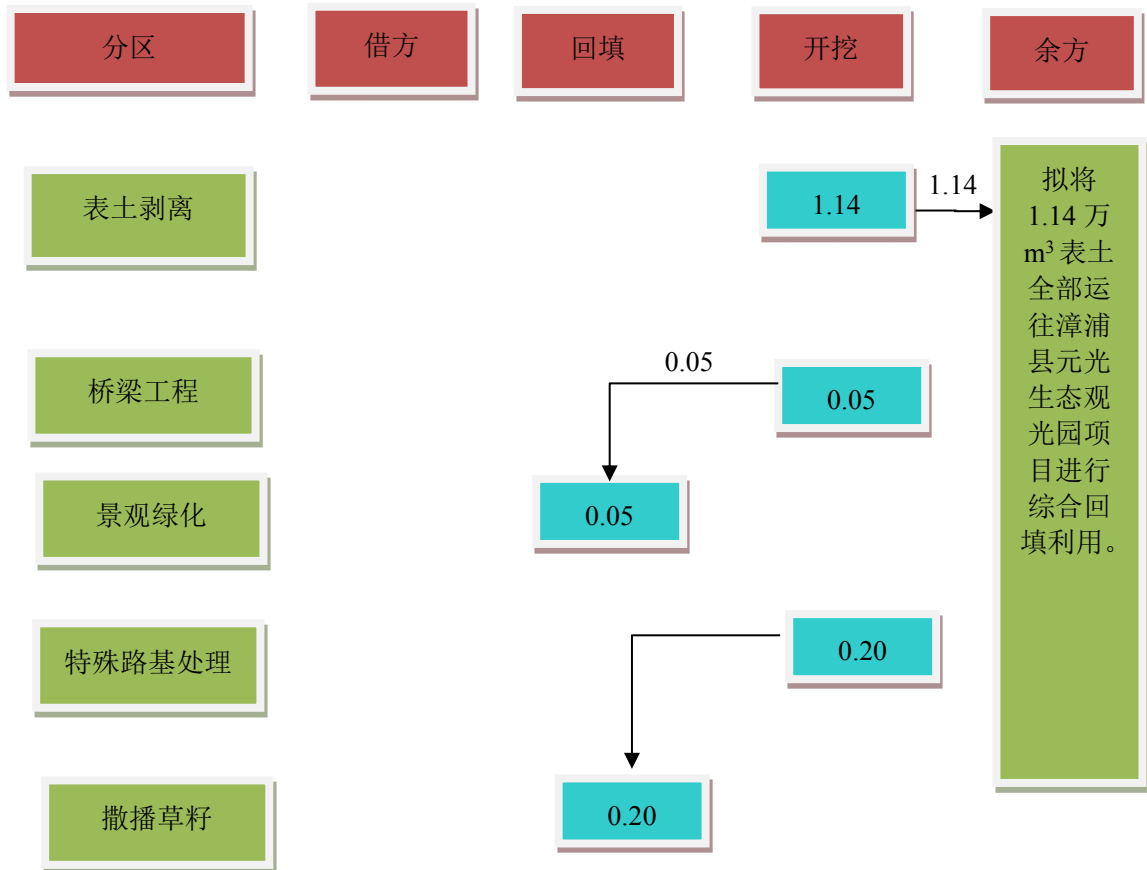 分区
借方
回填
开挖
余方
表土剥离
1.14
1.14
拟将
1.14 万
m³ 表土
全部运
往漳浦
县元光
生态观
光园项
目进行
综合回
填利用。
桥梁工程
0.05
0.05
景观绿化
0.05
特殊路基处理
0.20
撒播草籽
0.20